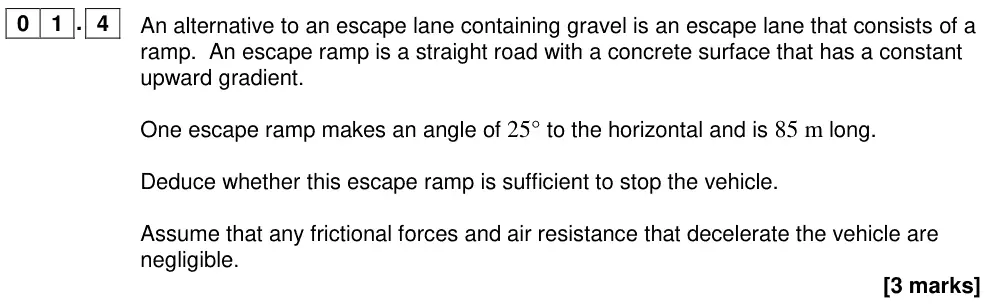 0 1 . 4 An alternative to an escape lane containing gravel is an escape lane that consists of a
ramp. An escape ramp is a straight road with a concrete surface that has a constant
upward gradient.
One escape ramp makes an angle of 25° to the horizontal and is 85 m long.
Deduce whether this escape ramp is sufficient to stop the vehicle.
Assume that any frictional forces and air resistance that decelerate the vehicle are
negligible.
[3 marks]